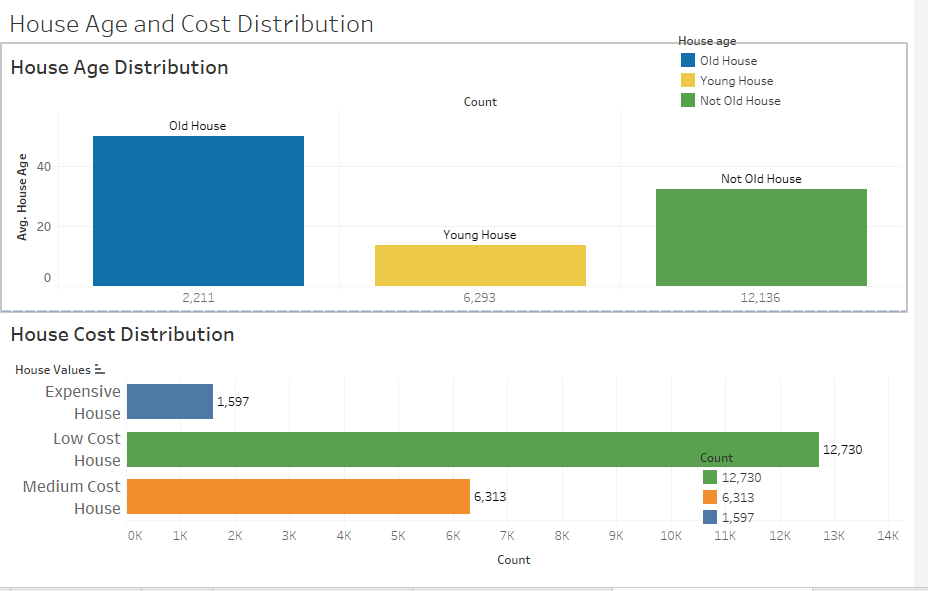 House Age and Cost Distribution
House age
House Age Distribution
Old House
Young House
Not Old House
Count
Old House
Not Old House
Young House
Avg. House Age
40
20
0
2,211 6,293 12,136
House Cost Distribution
House Values
Expensive
House
1,597
Low Cost
House
12,730
Medium Cost
House
6,313
Count
12,730
6,313
1,597
0K 1K 2K 3K 4K 5K 6K 7K 8K 9K 10K 11K 12K 13K 14K
Count